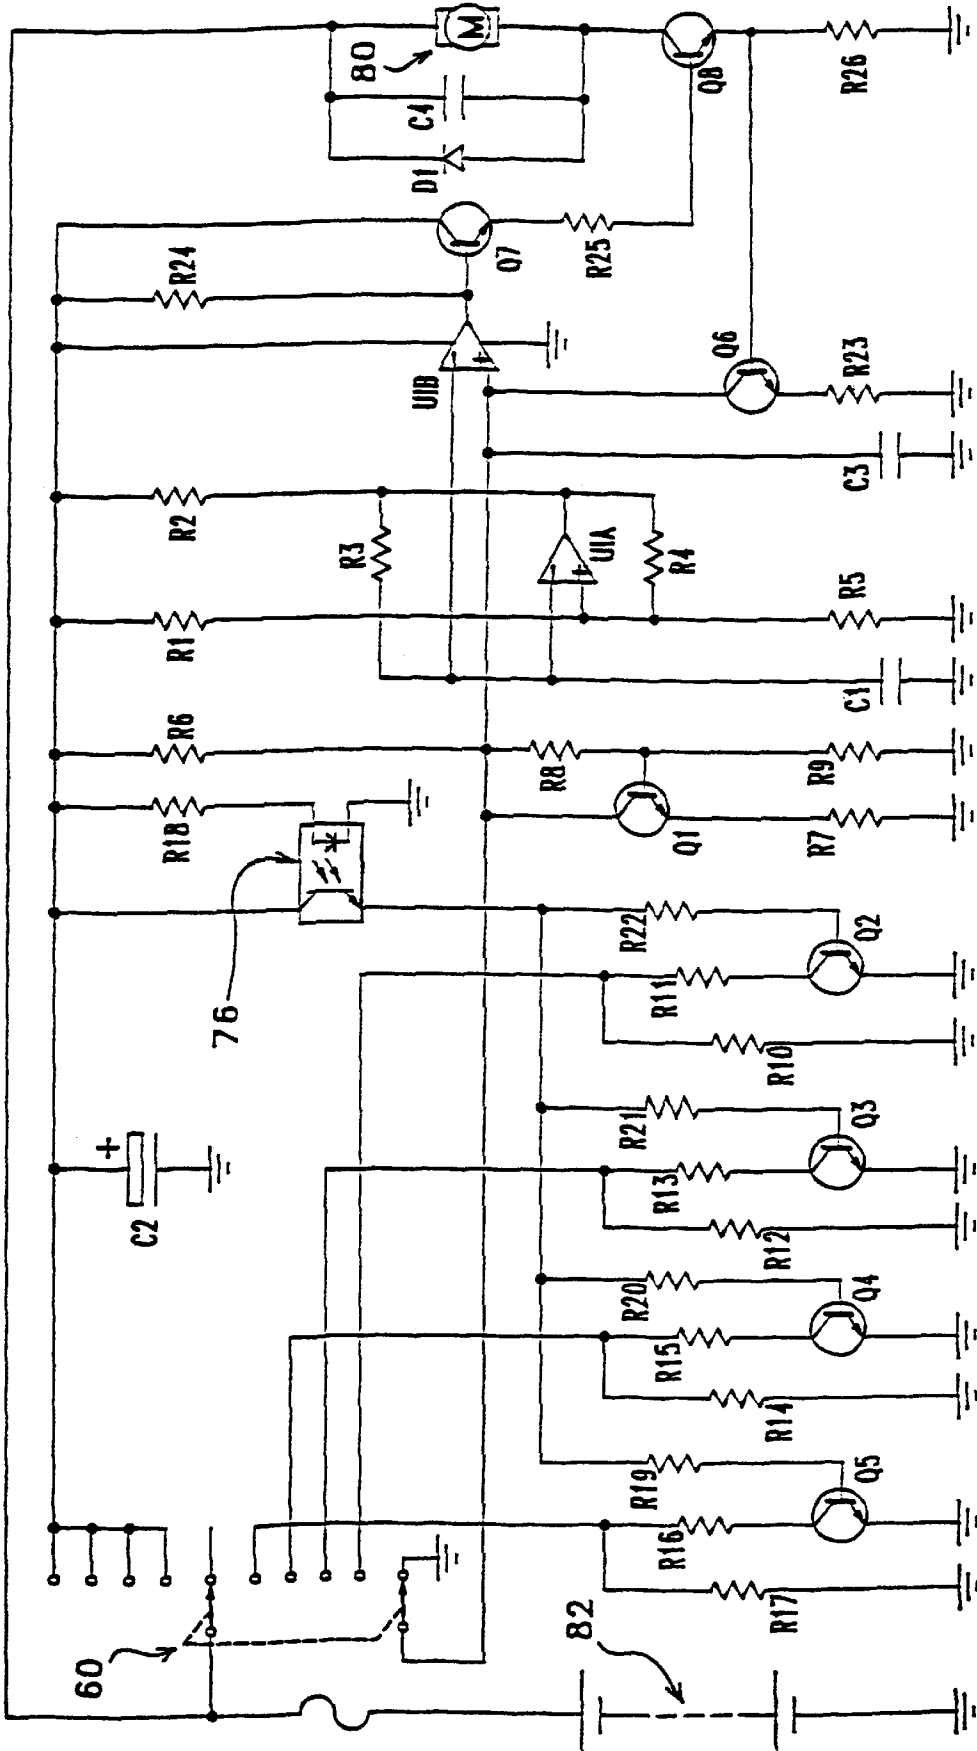 60
82
C2
76
R17
R16
R19
Q5
R14
R15
R20
Q4
R12
R13
R21
Q3
R10
R11
R22
Q2
R18
R6
R8
Q1
R7
R9
R1
R2
R3
U1A
R4
C1
R5
U1B
R24
Q7
R25
C3
Q6
R23
D1
C4
80
M
Q8
R26
+
-
+
-
+